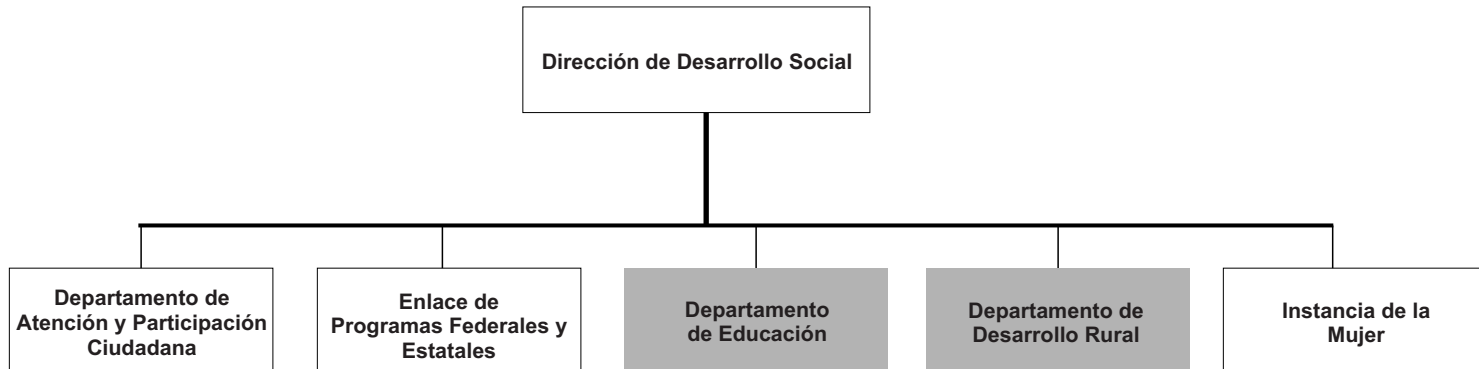 Dirección de Desarrollo Social
Departamento de
Atención y Participación
Ciudadana
Enlace de
Programas Federales y
Estatales
Departamento
de Educación
Departamento de
Desarrollo Rural
Instancia de la
Mujer